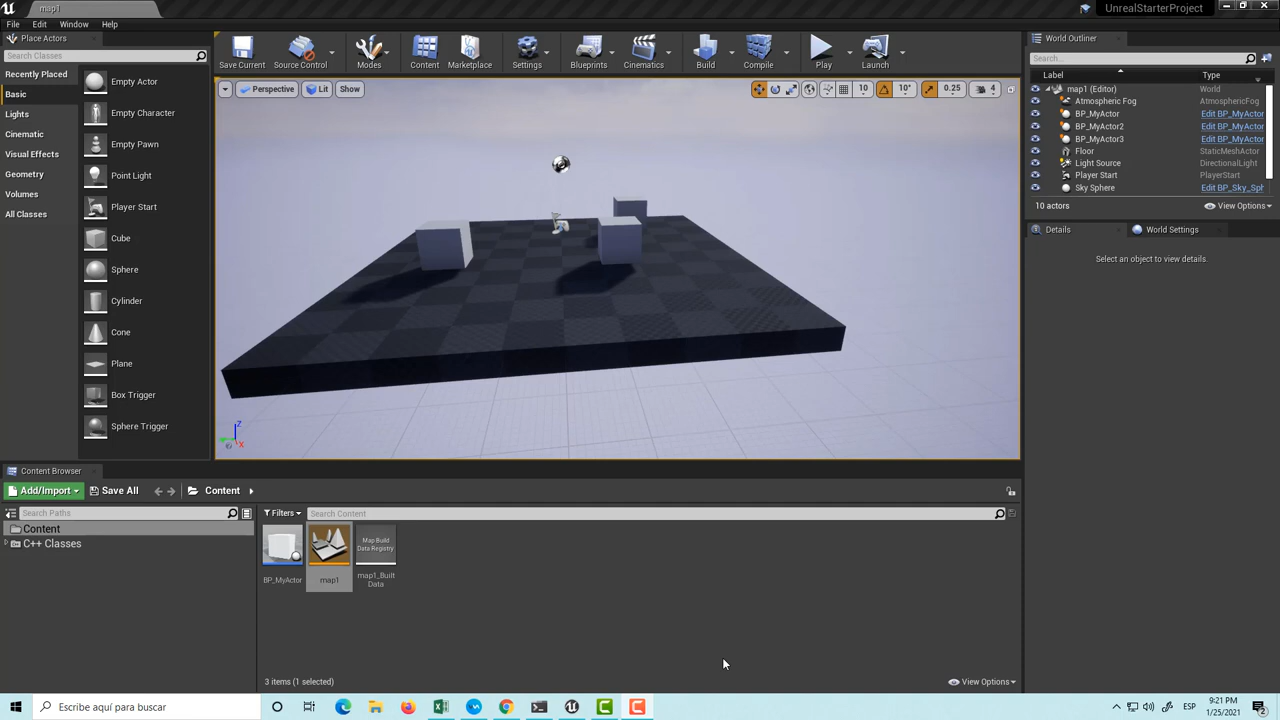 map1
UnrealStarterProject
File Edit Window Help
Place Actors
Search Classes
Recently Placed
Basic
Lights
Cinematic
Visual Effects
Geometry
Volumes
All Classes
Empty Actor
Empty Character
Empty Pawn
Point Light
Player Start
Cube
Sphere
Cylinder
Cone
Plane
Box Trigger
Sphere Trigger
Save Current
Source Control
Modes
Content
Marketplace
Settings
Blueprints
Cinematics
Build
Compile
Play
Launch
Perspective
Lit
Show
10
10°
0.25
4
Z
X
World Outliner
Search...
Label Type
map1 (Editor) World
Atmospheric Fog AtmosphericFog
BP_MyActor Edit BP_MyActor
BP_MyActor2 Edit BP_MyActor
BP_MyActor3 Edit BP_MyActor
Floor StaticMeshActor
Light Source DirectionalLight
Player Start PlayerStart
Sky Sphere Edit BP_Sky_Sph
10 actors View Options
Details World Settings
Select an object to view details.
Content Browser
Add/Import Save All Content
Search Paths
Content
C++ Classes
Filters Search Content
BP_MyActor
map1
Map Build
Data Registry
map1_Built
Data
3 items (1 selected) View Options
Escribe aquí para buscar
ESP
9:21 PM
1/25/2021
2